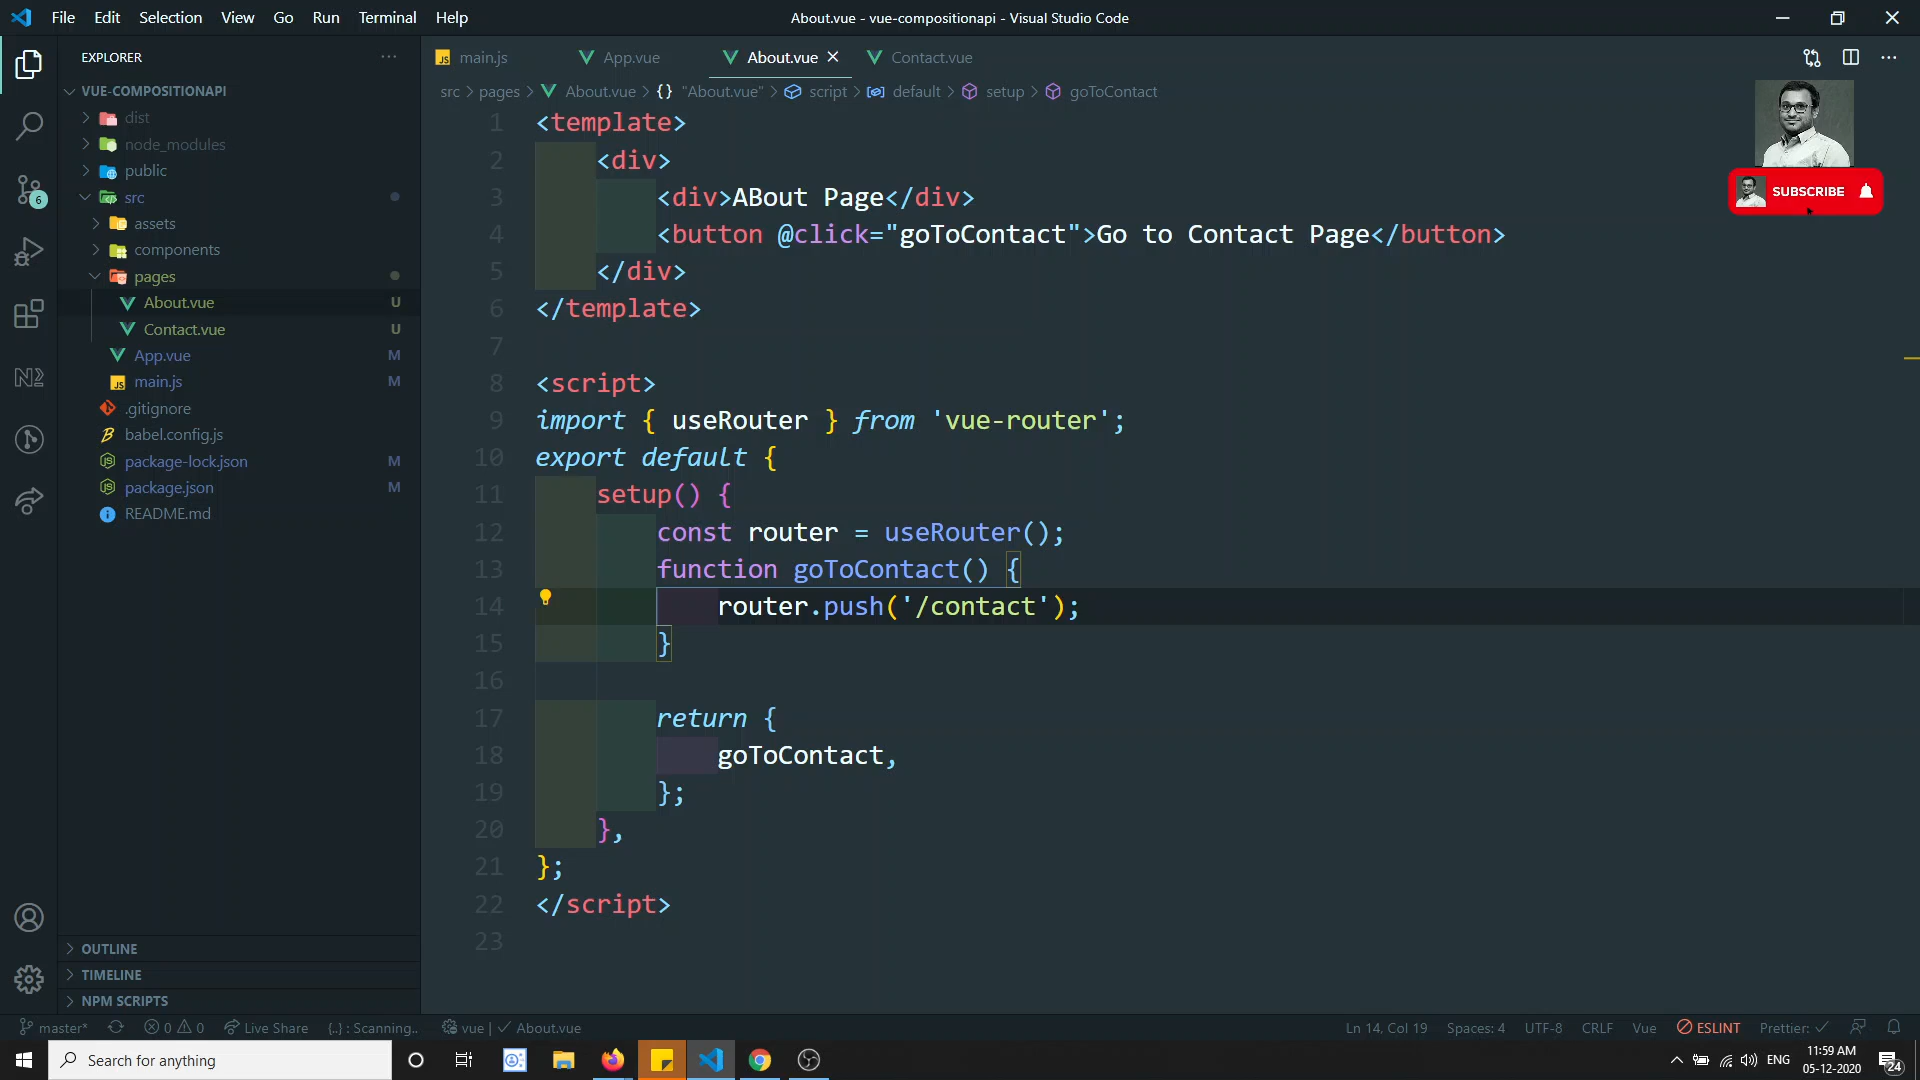 File Edit Selection View Go Run Terminal Help
About.vue - vue-compositionapi - Visual Studio Code
EXPLORER
VUE-COMPOSITIONAPI
dist
node_modules
public
src
assets
components
pages
About.vue U
Contact.vue U
App.vue M
main.js M
.gitignore
babel.config.js
package-lock.json M
package.json M
README.md
OUTLINE
TIMELINE
NPM SCRIPTS
6
main.js App.vue About.vue Contact.vue
src > pages > About.vue > {} "About.vue" > script > default > setup > goToContact
1 <template>
2 <div>
3 <div>ABout Page</div>
4 <button @click="goToContact">Go to Contact Page</button>
5 </div>
6 </template>
7
8 <script>
9 import { useRouter } from 'vue-router';
10 export default {
11 setup() {
12 const router = useRouter();
13 function goToContact() {
14 router.push('/contact');
15 }
16
17 return {
18 goToContact,
19 };
20 },
21 };
22 </script>
23
SUBSCRIBE
master* 0 0 Live Share {..} : Scanning.. vue | About.vue
Ln 14, Col 19 Spaces: 4 UTF-8 CRLF Vue ESLINT Prettier:
Search for anything
ENG
11:59 AM
05-12-2020
24